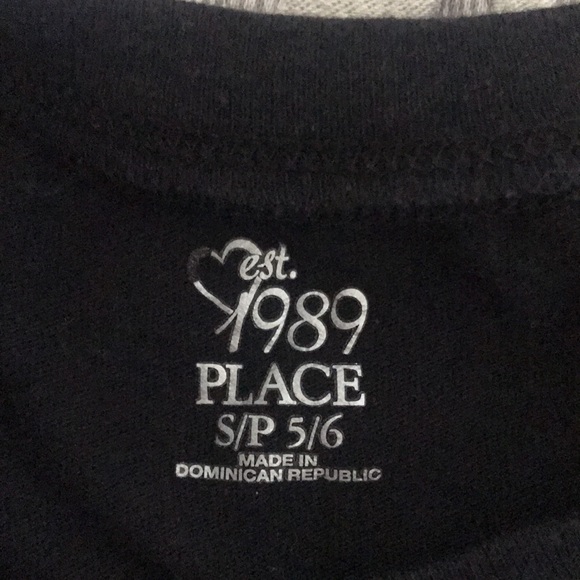 est.
1989
PLACE
S/P 5/6
MADE IN
DOMINICAN REPUBLIC